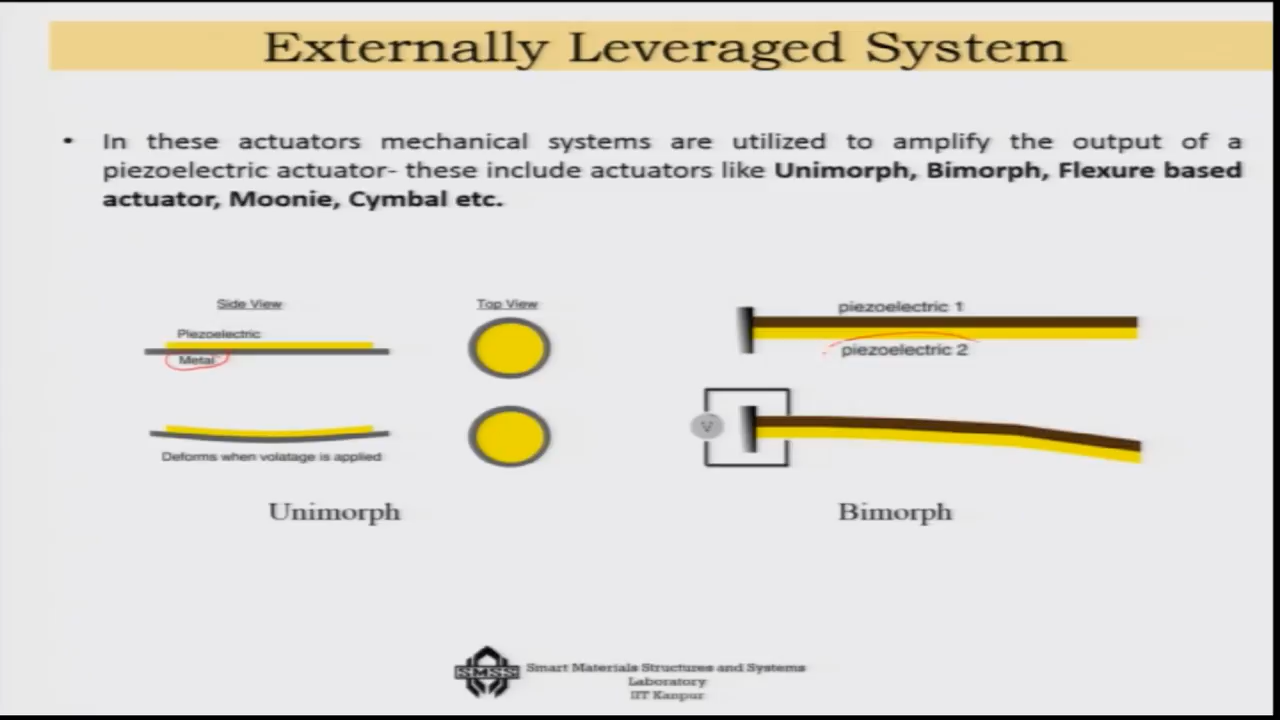 Externally Leveraged System
• In these actuators mechanical systems are utilized to amplify the output of a
piezoelectric actuator- these include actuators like Unimorph, Bimorph, Flexure based
actuator, Moonie, Cymbal etc.
Side View
Top View
Piezoelectric
Metal
Deforms when volatage is applied
Unimorph
piezoelectric 1
piezoelectric 2
V
Bimorph
SMSS
Smart Materials Structures and Systems
Laboratory
IIT Kanpur